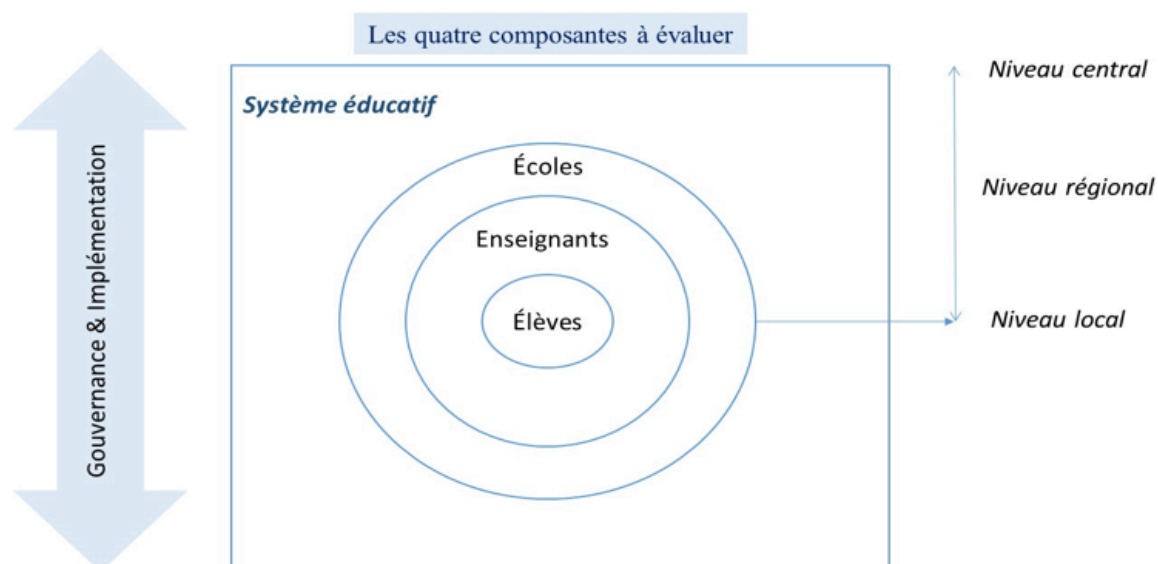 Les quatre composantes à évaluer
Niveau central
Système éducatif
Écoles
Niveau régional
Enseignants
Élèves
Niveau local
Gouvernance & Implémentation